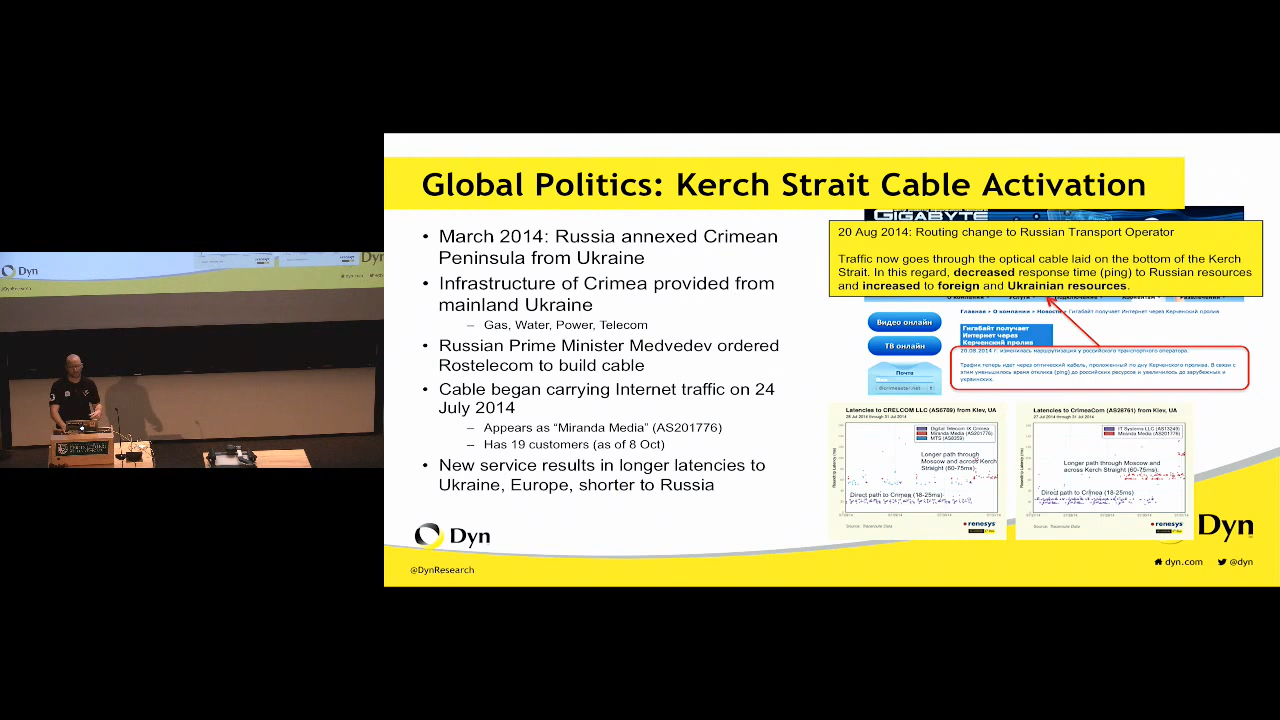 Global Politics: Kerch Strait Cable Activation
• March 2014: Russia annexed Crimean
Peninsula from Ukraine
• Infrastructure of Crimea provided from
mainland Ukraine
– Gas, Water, Power, Telecom
• Russian Prime Minister Medvedev ordered
Rostelecom to build cable
• Cable began carrying Internet traffic on 24
July 2014
– Appears as “Miranda Media” (AS201776)
– Has 19 customers (as of 8 Oct)
• New service results in longer latencies to
Ukraine, Europe, shorter to Russia
GIGABYTE
20 Aug 2014: Routing change to Russian Transport Operator
Traffic now goes through the optical cable laid on the bottom of the Kerch
Strait. In this regard, decreased response time (ping) to Russian resources
and increased to foreign and Ukrainian resources.
Главная » О компании » Новости » Гигабайт получает Интернет через Керченский пролив
Видео онлайн
ТВ онлайн
Почта
Гигабайт получает
Интернет через
Керченский пролив
20.08.2014 г. изменилась маршрутизация у российского транспортного оператора.
Трафик теперь идет через оптический кабель, проложенный по дну Керченского пролива. В связи с
этим уменьшилось время отклика (ping) до российских ресурсов и увеличилось до зарубежных и
украинских.
Latencies to CRELCOM LLC (AS6789) from Kiev, UA
Digital Telecom IX Crimea
Miranda Media (AS201776)
MTS (AS8359)
Longer path through
Moscow and across Kerch
Straight (60-75ms)
Direct path to Crimea (18-25ms)
Source: Traceroute Data
renesys
Latencies to CrimeaCom (AS28761) from Kiev, UA
IT Systems LLC (AS13249)
Miranda Media (AS201776)
Longer path through Moscow and
across Kerch Straight (60-75ms)
Direct path to Crimea (18-25ms)
Source: Traceroute Data
renesys
Dyn
@DynResearch
Dyn
dyn.com
@dyn
Dyn